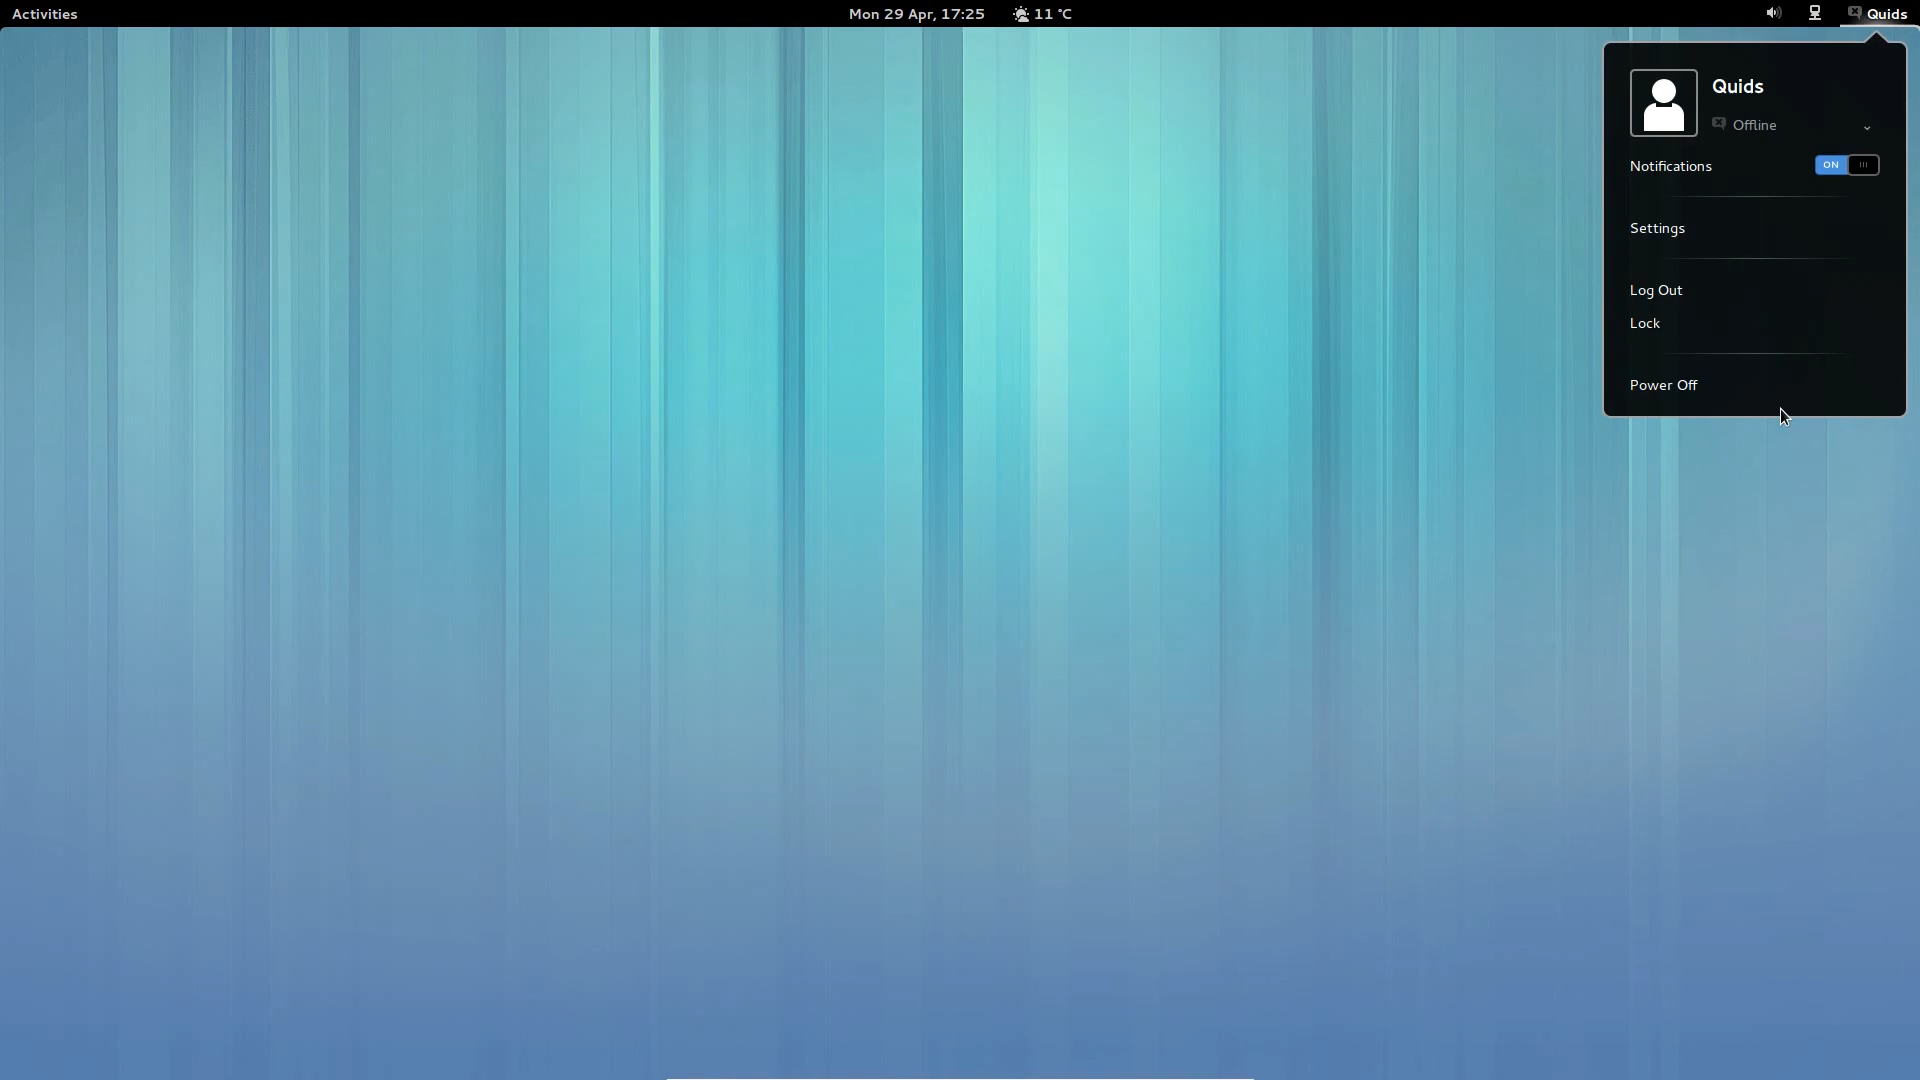 Activities
Mon 29 Apr, 17:25
11 °C
Quids
Quids
Offline
Notifications ON
Settings
Log Out
Lock
Power Off